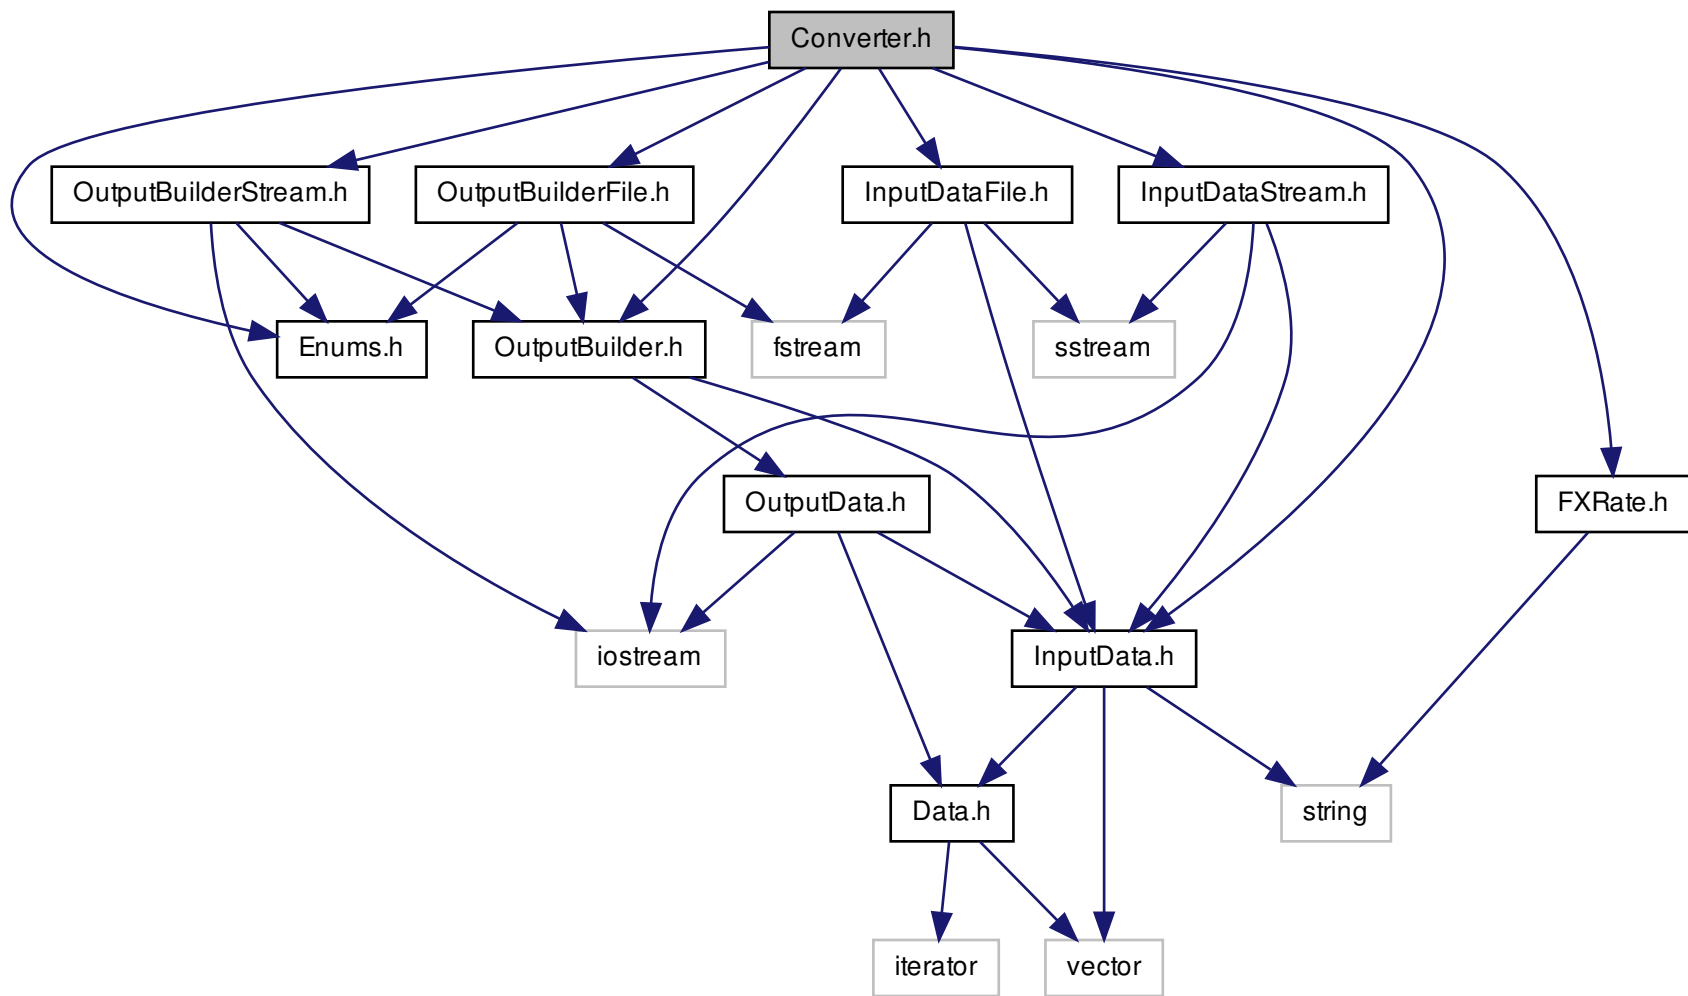 Converter.h
OutputBuilderStream.h
OutputBuilderFile.h
InputDataFile.h
InputDataStream.h
Enums.h
OutputBuilder.h
fstream
sstream
OutputData.h
FXRate.h
iostream
InputData.h
Data.h
string
iterator
vector